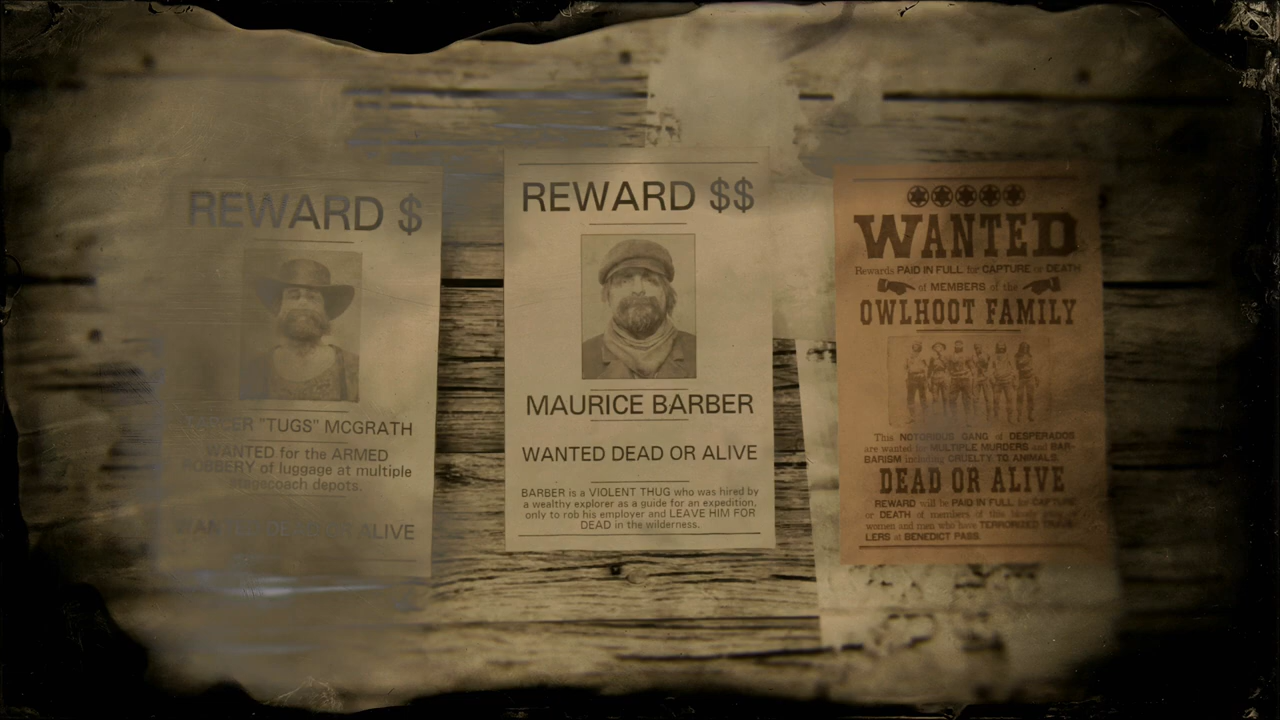 REWARD $
"TUGS" MCGRATH
WANTED for the ARMED
ROBBERY of luggage at multiple
stagecoach depots.
WANTED DEAD OR ALIVE
REWARD $$
MAURICE BARBER
WANTED DEAD OR ALIVE
BARBER is a VIOLENT THUG who was hired by
a wealthy explorer as a guide for an expedition,
only to rob his employer and LEAVE HIM FOR
DEAD in the wilderness.
WANTED
Rewards PAID IN FULL for CAPTURE or DEATH
of MEMBERS of the
OWLHOOT FAMILY
This NOTORIOUS GANG of DESPERADOS
are wanted for MULTIPLE MURDERS and BAR-
BARISM including CRUELTY TO ANIMALS.
DEAD OR ALIVE
REWARD will be PAID IN FULL for CAPTURE
or DEATH of members of this
women and men who have TERRORIZED
LERS at BENEDICT PASS.